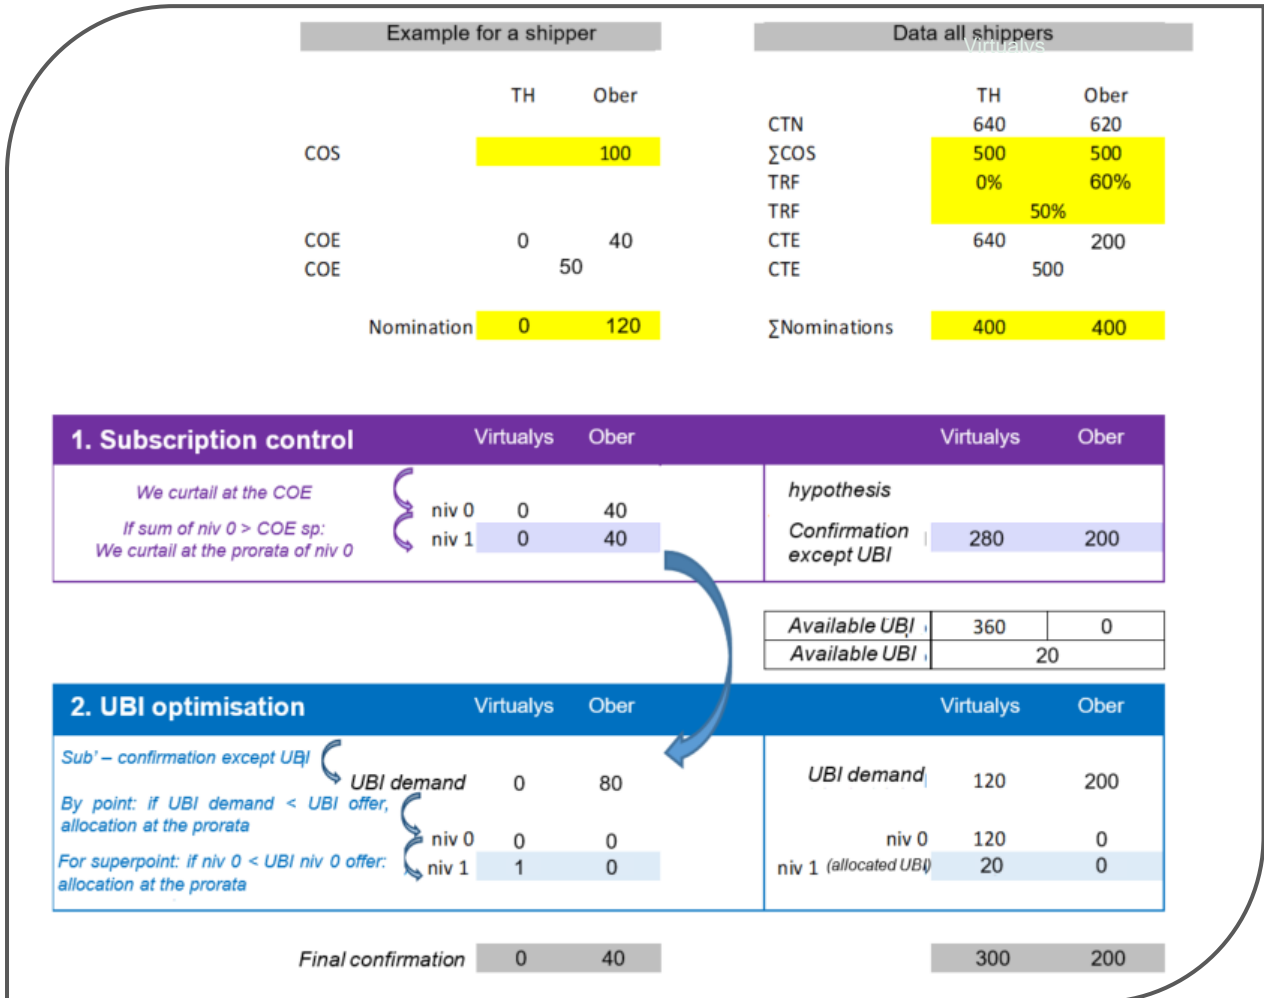 Example for a shipper
Data all shippers
Virtualys
TH Ober
TH Ober
CTN 640 620
COS 100
∑COS 500 500
TRF 0% 60%
TRF 50%
COE 0 40
CTE 640 200
COE 50
CTE 500
Nomination 0 120
∑Nominations 400 400
1. Subscription control Virtualys Ober
Virtualys Ober
We curtail at the COE
niv 0 0 40
If sum of niv 0 > COE sp:
We curtail at the prorata of niv 0
niv 1 0 40
hypothesis
Confirmation
except UBI
280 200
Available UBI 360 0
Available UBI 20
2. UBI optimisation Virtualys Ober
Virtualys Ober
Sub' – confirmation except UBI
UBI demand 0 80
By point: if UBI demand < UBI offer,
allocation at the prorata
niv 0 0 0
For superpoint: if niv 0 < UBI niv 0 offer:
allocation at the prorata
niv 1 1 0
UBI demand 120 200
niv 0 120 0
niv 1 (allocated UBI) 20 0
Final confirmation 0 40
300 200